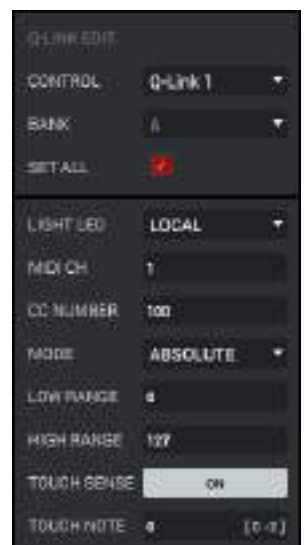 Q-LINK EDIT
CONTROL Q-Link 1
BANK A
SET ALL
LIGHT LED LOCAL
MIDI CH 1
CC NUMBER 100
MODE ABSOLUTE
LOW RANGE 0
HIGH RANGE 127
TOUCH SENSE ON
TOUCH NOTE 0